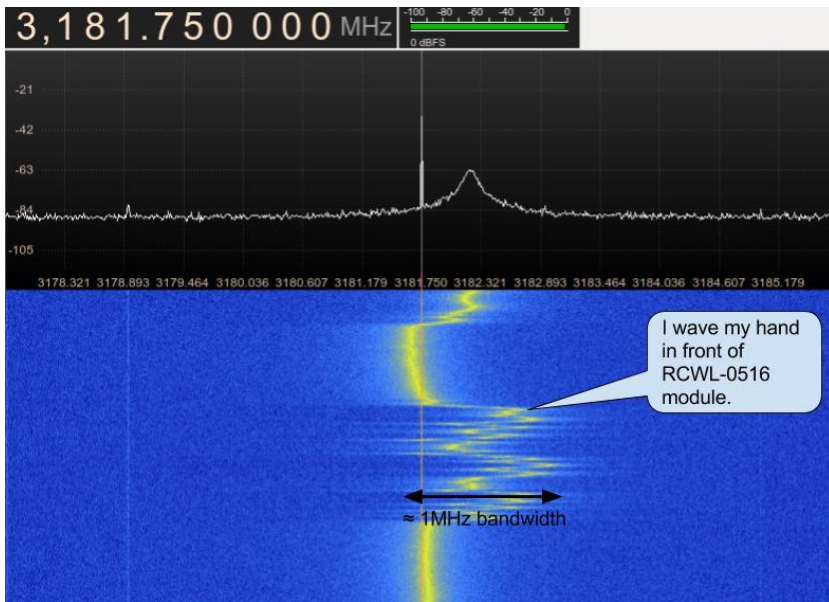 3,181.750 000 MHz
-100 -80 -60 -40 -20 0
0 dBFS
-21
-42
-63
-84
-105
3178.321 3178.893 3179.464 3180.036 3180.607 3181.179 3181.750 3182.321 3182.893 3183.464 3184.036 3184.607 3185.179
I wave my hand
in front of
RCWL-0516
module.
≈ 1MHz bandwidth